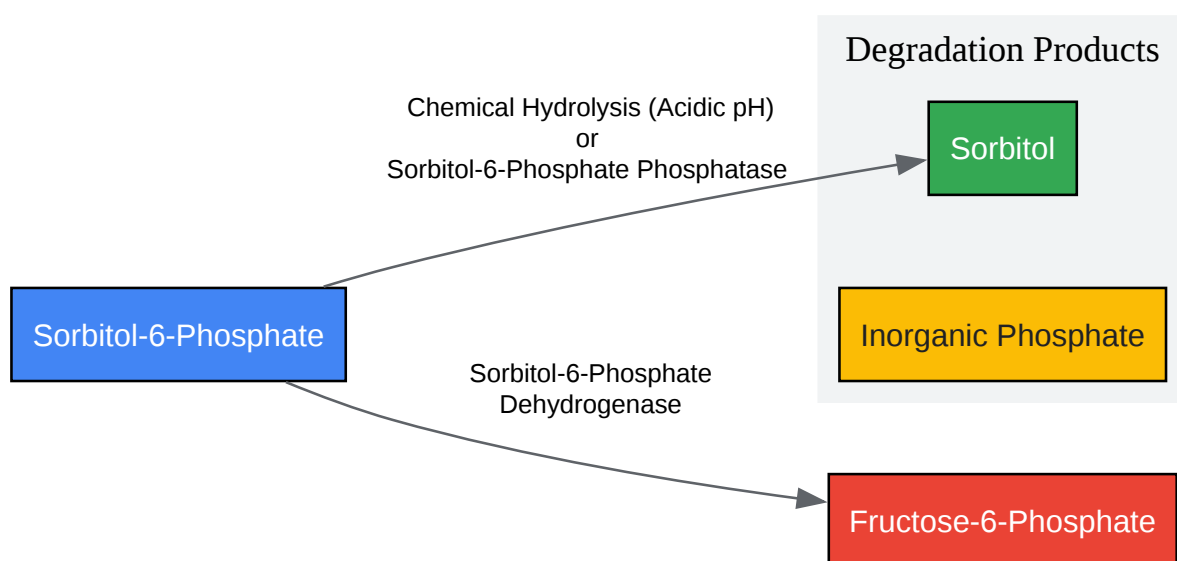 Degradation Products
Chemical Hydrolysis (Acidic pH)
or
Sorbitol-6-Phosphate Phosphatase
Sorbitol
Sorbitol-6-Phosphate
Inorganic Phosphate
Sorbitol-6-Phosphate
Dehydrogenase
Fructose-6-Phosphate